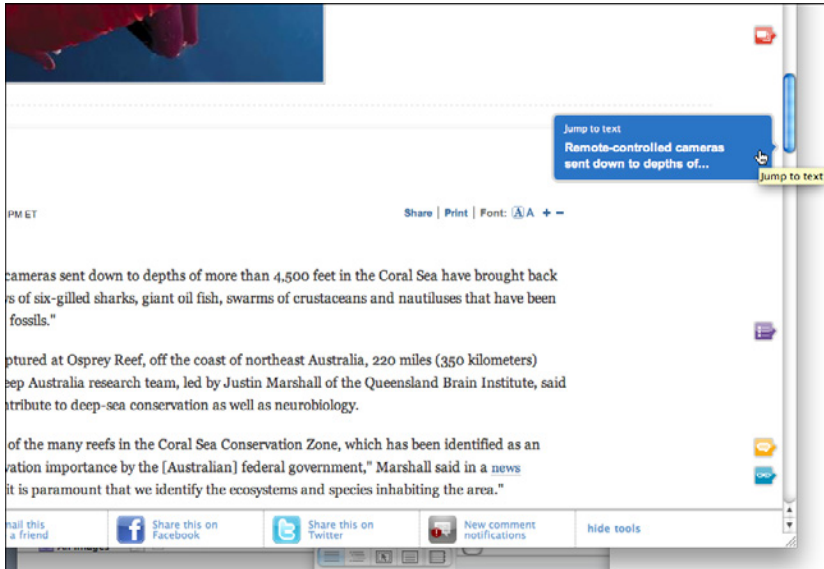 Jump to text
Remote-controlled cameras
sent down to depths of...
Jump to text
PM ET
Share | Print | Font: A A + -
cameras sent down to depths of more than 4,500 feet in the Coral Sea have brought back
of six-gilled sharks, giant oil fish, swarms of crustaceans and nautiluses that have been
fossils."
ptured at Osprey Reef, off the coast of northeast Australia, 220 miles (350 kilometers)
eep Australia research team, led by Justin Marshall of the Queensland Brain Institute, said
ntribute to deep-sea conservation as well as neurobiology.
of the many reefs in the Coral Sea Conservation Zone, which has been identified as an
vation importance by the [Australian] federal government," Marshall said in a news
it is paramount that we identify the ecosystems and species inhabiting the area."
mail this
a friend
Share this on
Facebook
Share this on
Twitter
New comment
notifications
hide tools
All Images